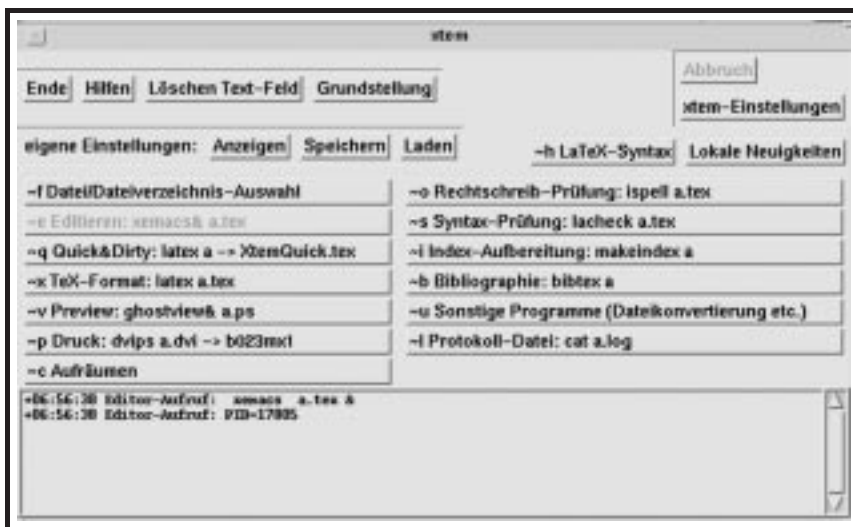 xtem
Abbruch
Ende Hilfen Löschen Text-Feld Grundstellung
xtem-Einstellungen
eigene Einstellungen: Anzeigen Speichern Laden
~h LaTeX-Syntax Lokale Neuigkeiten
~f Datei/Dateiverzeichnis-Auswahl
~e Editieren: xemacs& a.tex
~q Quick&Dirty: latex a -> XtemQuick.tex
~x TeX-Format: latex a.tex
~v Preview: ghostview& a.ps
~p Druck: dvips a.dvi -> b023mx1
~c Aufräumen
~o Rechtschreib-Prüfung: ispell a.tex
~s Syntax-Prüfung: lacheck a.tex
~i Index-Aufbereitung: makeindex a
~b Bibliographie: bibtex a
~u Sonstige Programme (Dateikonvertierung etc.)
~l Protokoll-Datei: cat a.log
+06:56:30 Editor-Aufruf: xemacs a.tex &
+06:56:30 Editor-Aufruf: PID=17005